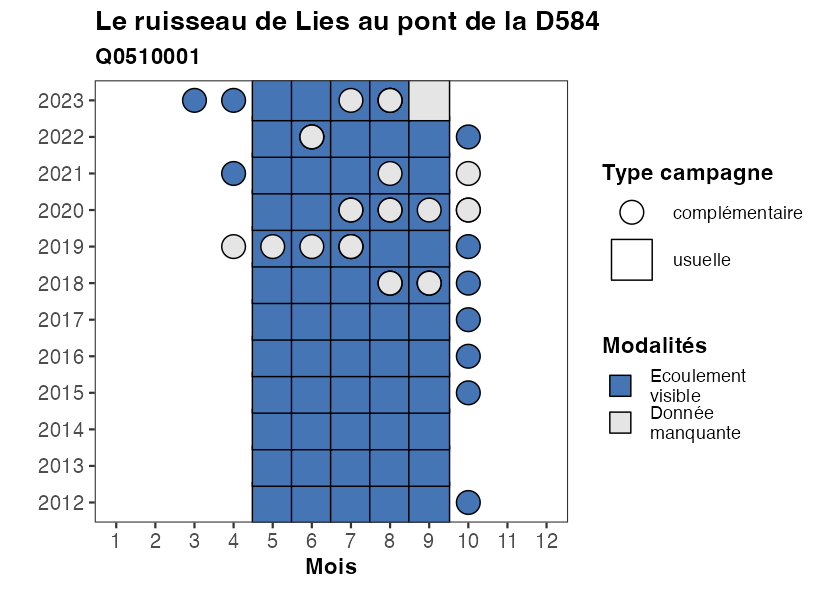 Le ruisseau de Lies au pont de la D584
Q0510001
2023
2022
2021
2020
2019
2018
2017
2016
2015
2014
2013
2012
1 2 3 4 5 6 7 8 9 10 11 12
Mois
Type campagne
complémentaire
usuelle
Modalités
Ecoulement
visible
Donnée
manquante